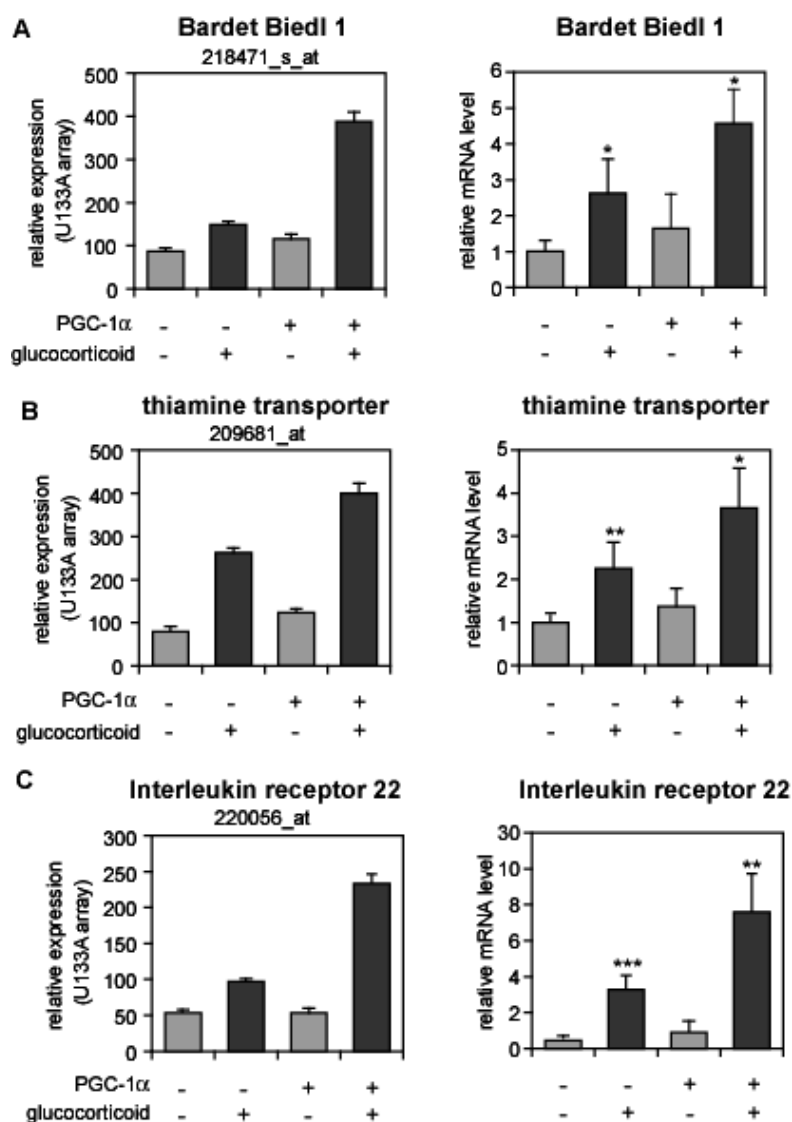 A
Bardet Biedl 1
218471_s_at
relative expression
(U133A array)
500
400
300
200
100
0
PGC-1α - - + +
glucocorticoid - + - +
Bardet Biedl 1
relative mRNA level
6
5
4
3
2
1
0
* *
- - + +
- + - +
B
thiamine transporter
209681_at
relative expression
(U133A array)
500
400
300
200
100
0
PGC-1α - - + +
glucocorticoid - + - +
thiamine transporter
relative mRNA level
5
4
3
2
1
0
** *
- - + +
- + - +
C
Interleukin receptor 22
220056_at
relative expression
(U133A array)
300
250
200
150
100
50
0
PGC-1α - - + +
glucocorticoid - + - +
Interleukin receptor 22
relative mRNA level
30
10
8
6
4
2
0
*** **
- - + +
- + - +